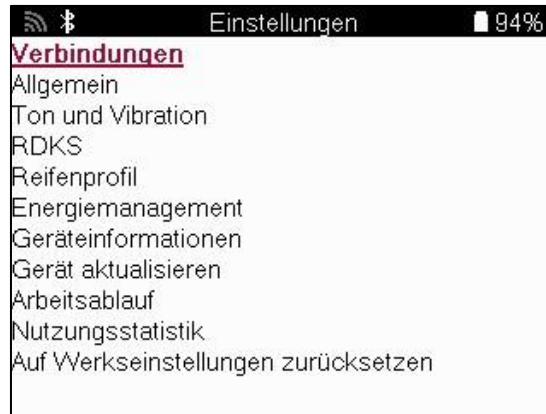 Einstellungen 94%
Verbindungen
Allgemein
Ton und Vibration
RDKS
Reifenprofil
Energiemanagement
Geräteinformationen
Gerät aktualisieren
Arbeitsablauf
Nutzungsstatistik
Auf Werkseinstellungen zurücksetzen